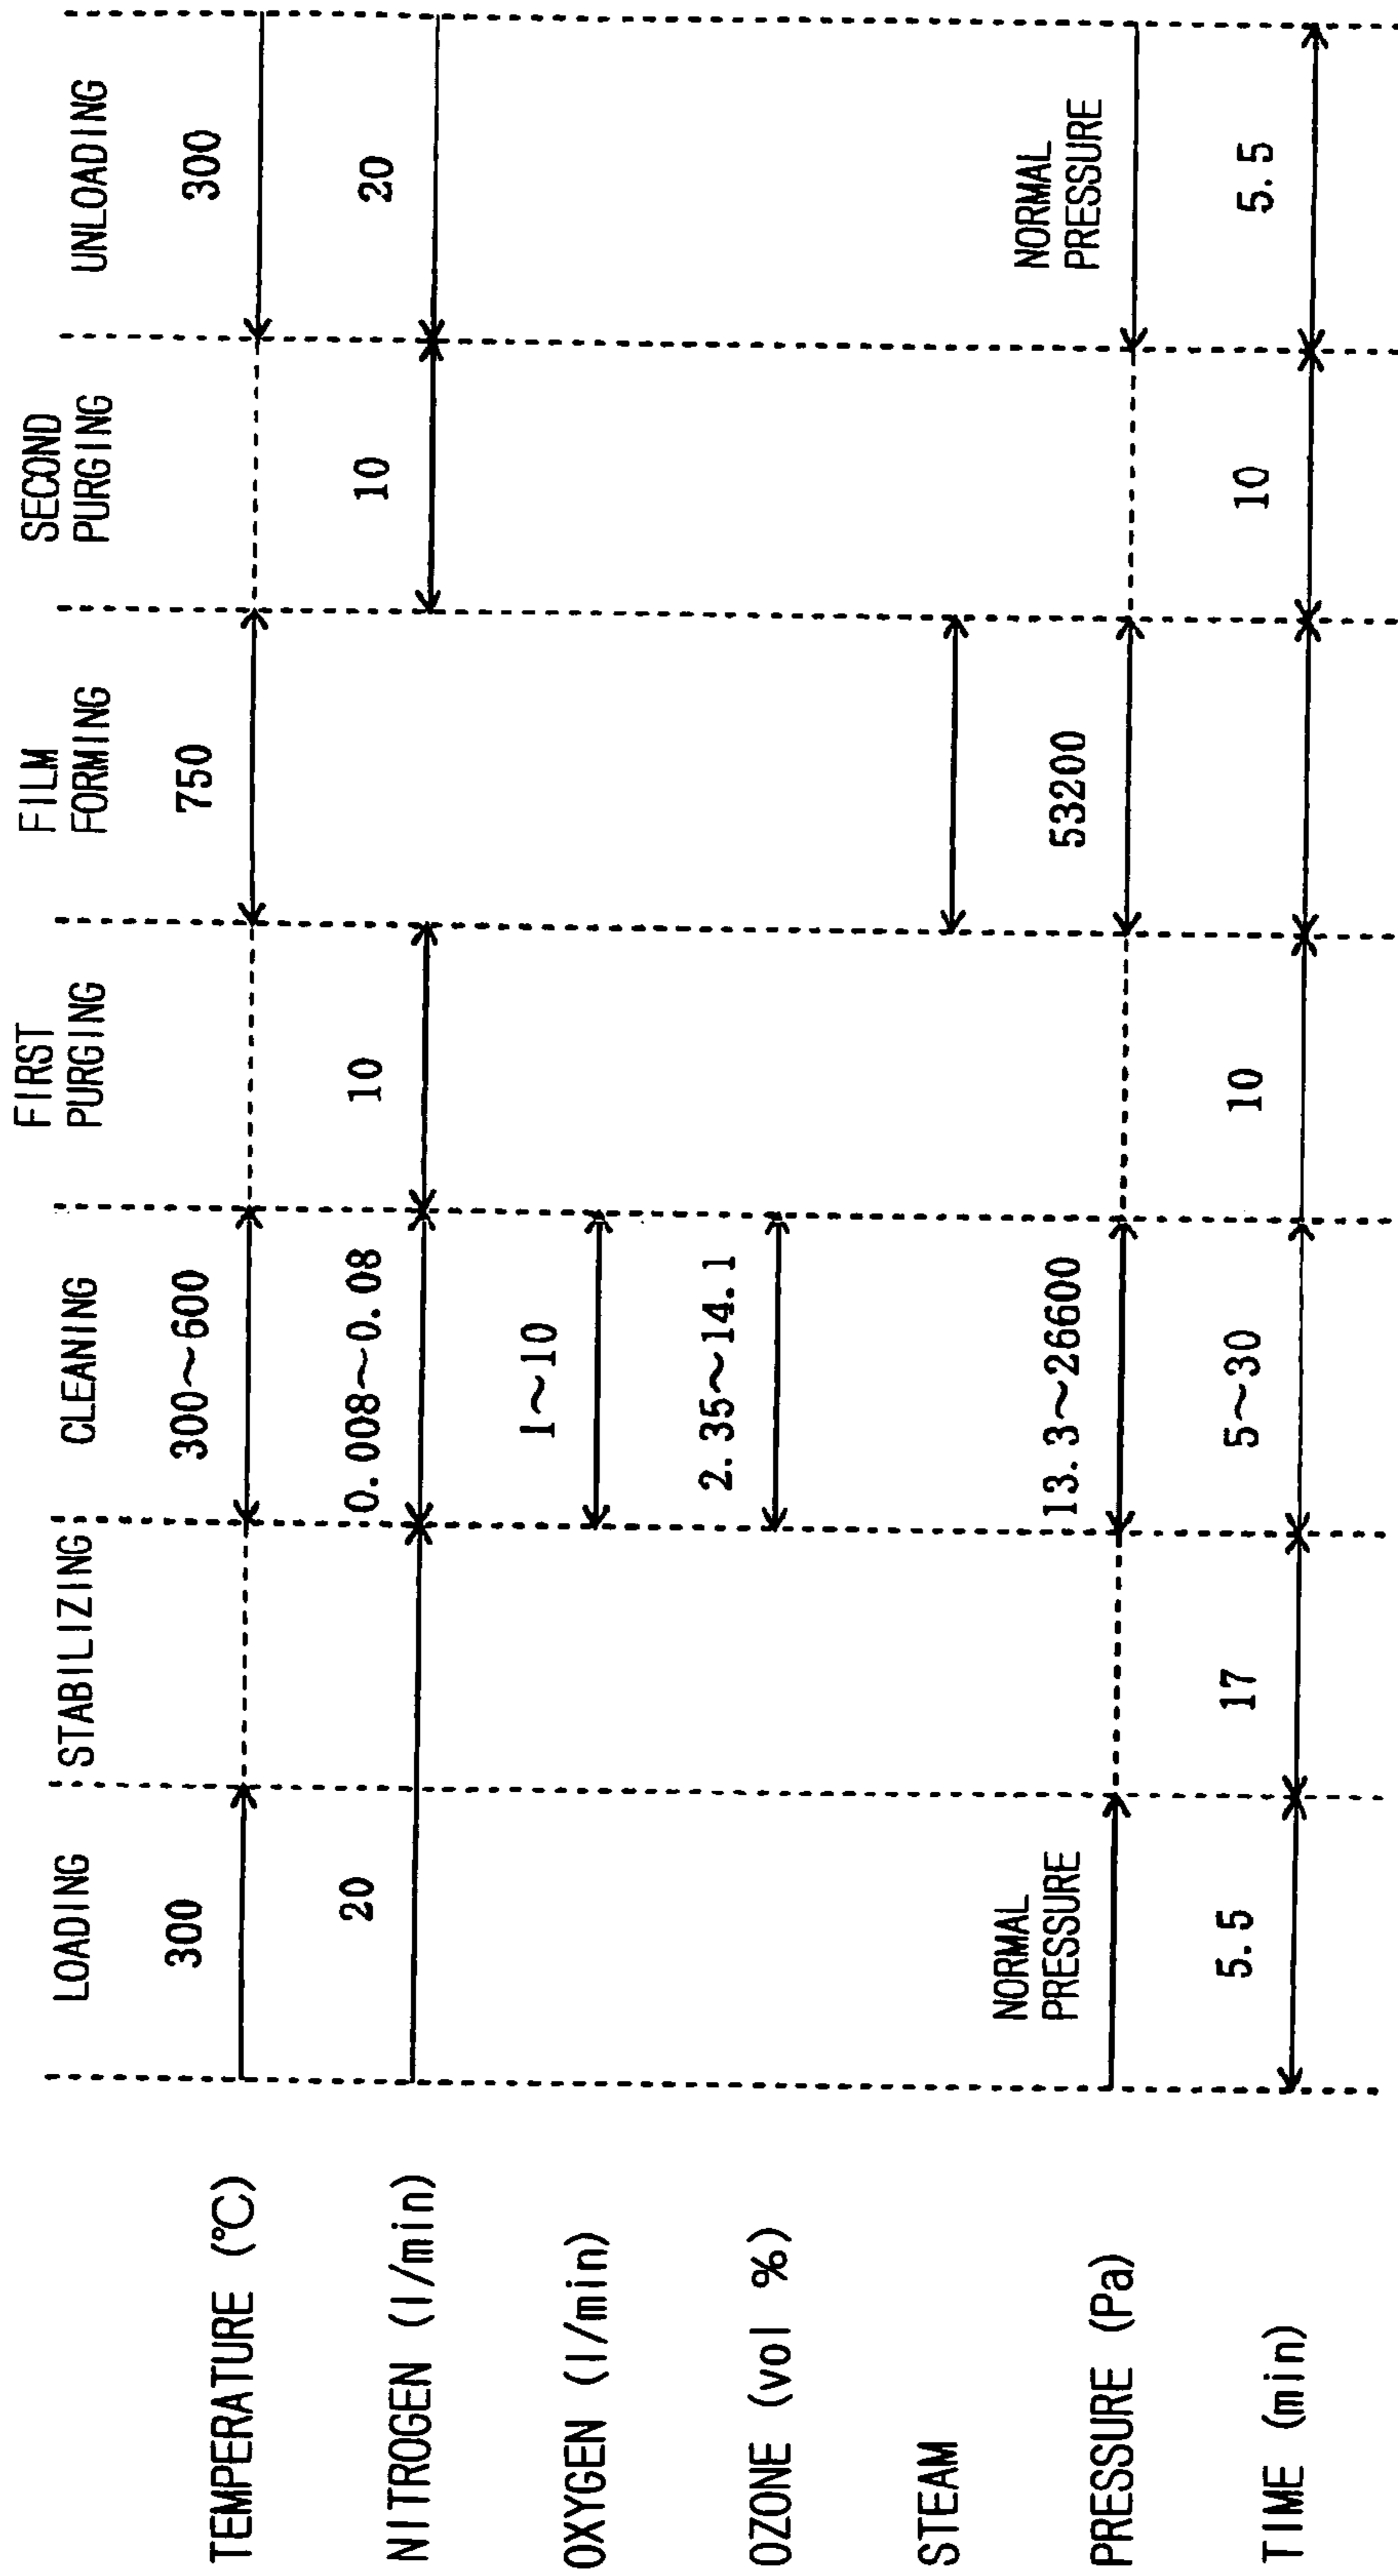 LOADING
STABILIZING
CLEANING
FIRST
PURGING
FILM
FORMING
SECOND
PURGING
UNLOADING
TEMPERATURE (℃)
300
300~600
750
300
NITROGEN (l/min)
20
0.008~0.08
10
10
20
OXYGEN (l/min)
1~10
OZONE (vol %)
2.35~14.1
STEAM
PRESSURE (Pa)
NORMAL
PRESSURE
13.3~26600
53200
NORMAL
PRESSURE
TIME (min)
5.5
17
5~30
10
10
5.5